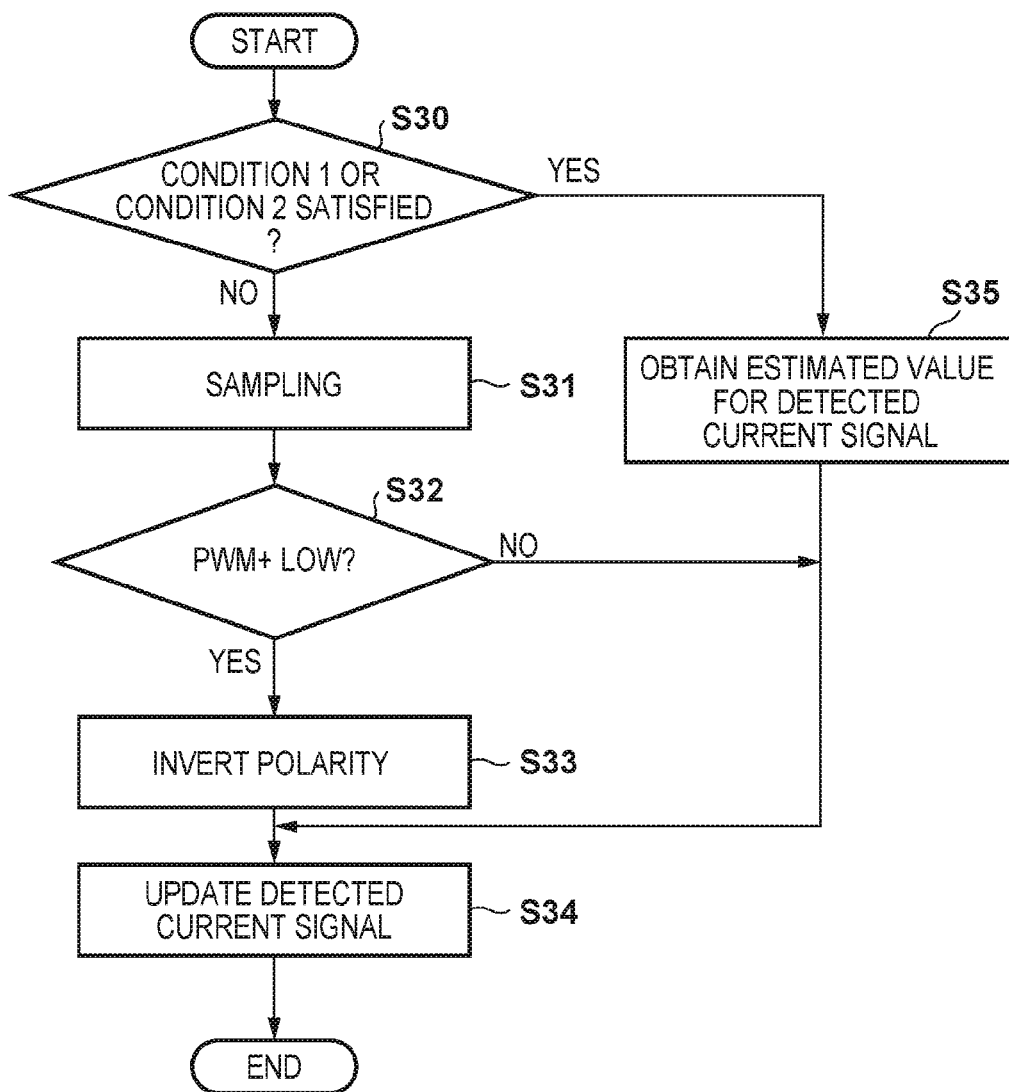 START
S30
CONDITION 1 OR
CONDITION 2 SATISFIED
?
YES
NO
S35
SAMPLING
S31
OBTAIN ESTIMATED VALUE
FOR DETECTED
CURRENT SIGNAL
S32
PWM+ LOW?
NO
YES
INVERT POLARITY
S33
UPDATE DETECTED
CURRENT SIGNAL
S34
END